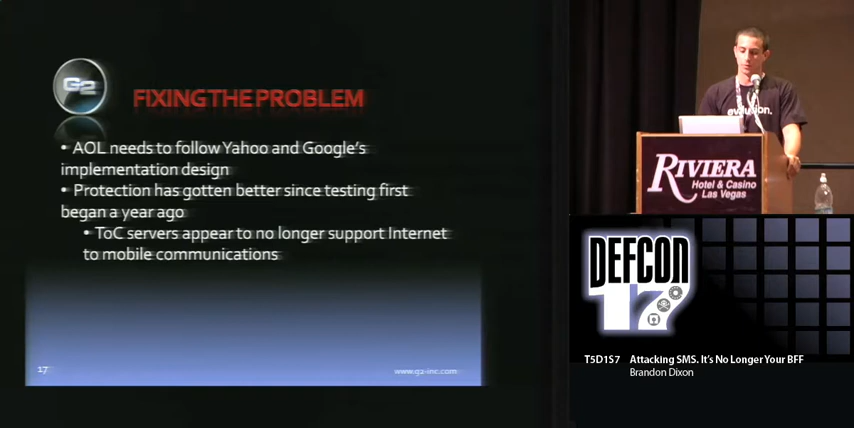 G2
FIXING THE PROBLEM
• AOL needs to follow Yahoo and Google's
implementation design
• Protection has gotten better since testing first
began a year ago
• ToC servers appear to no longer support Internet
to mobile communications
17
www.g2-inc.com
evolution.
RIVIERA
Hotel & Casino
Las Vegas
DEFCON
17
T5D1S7 Attacking SMS. It's No Longer Your BFF
Brandon Dixon